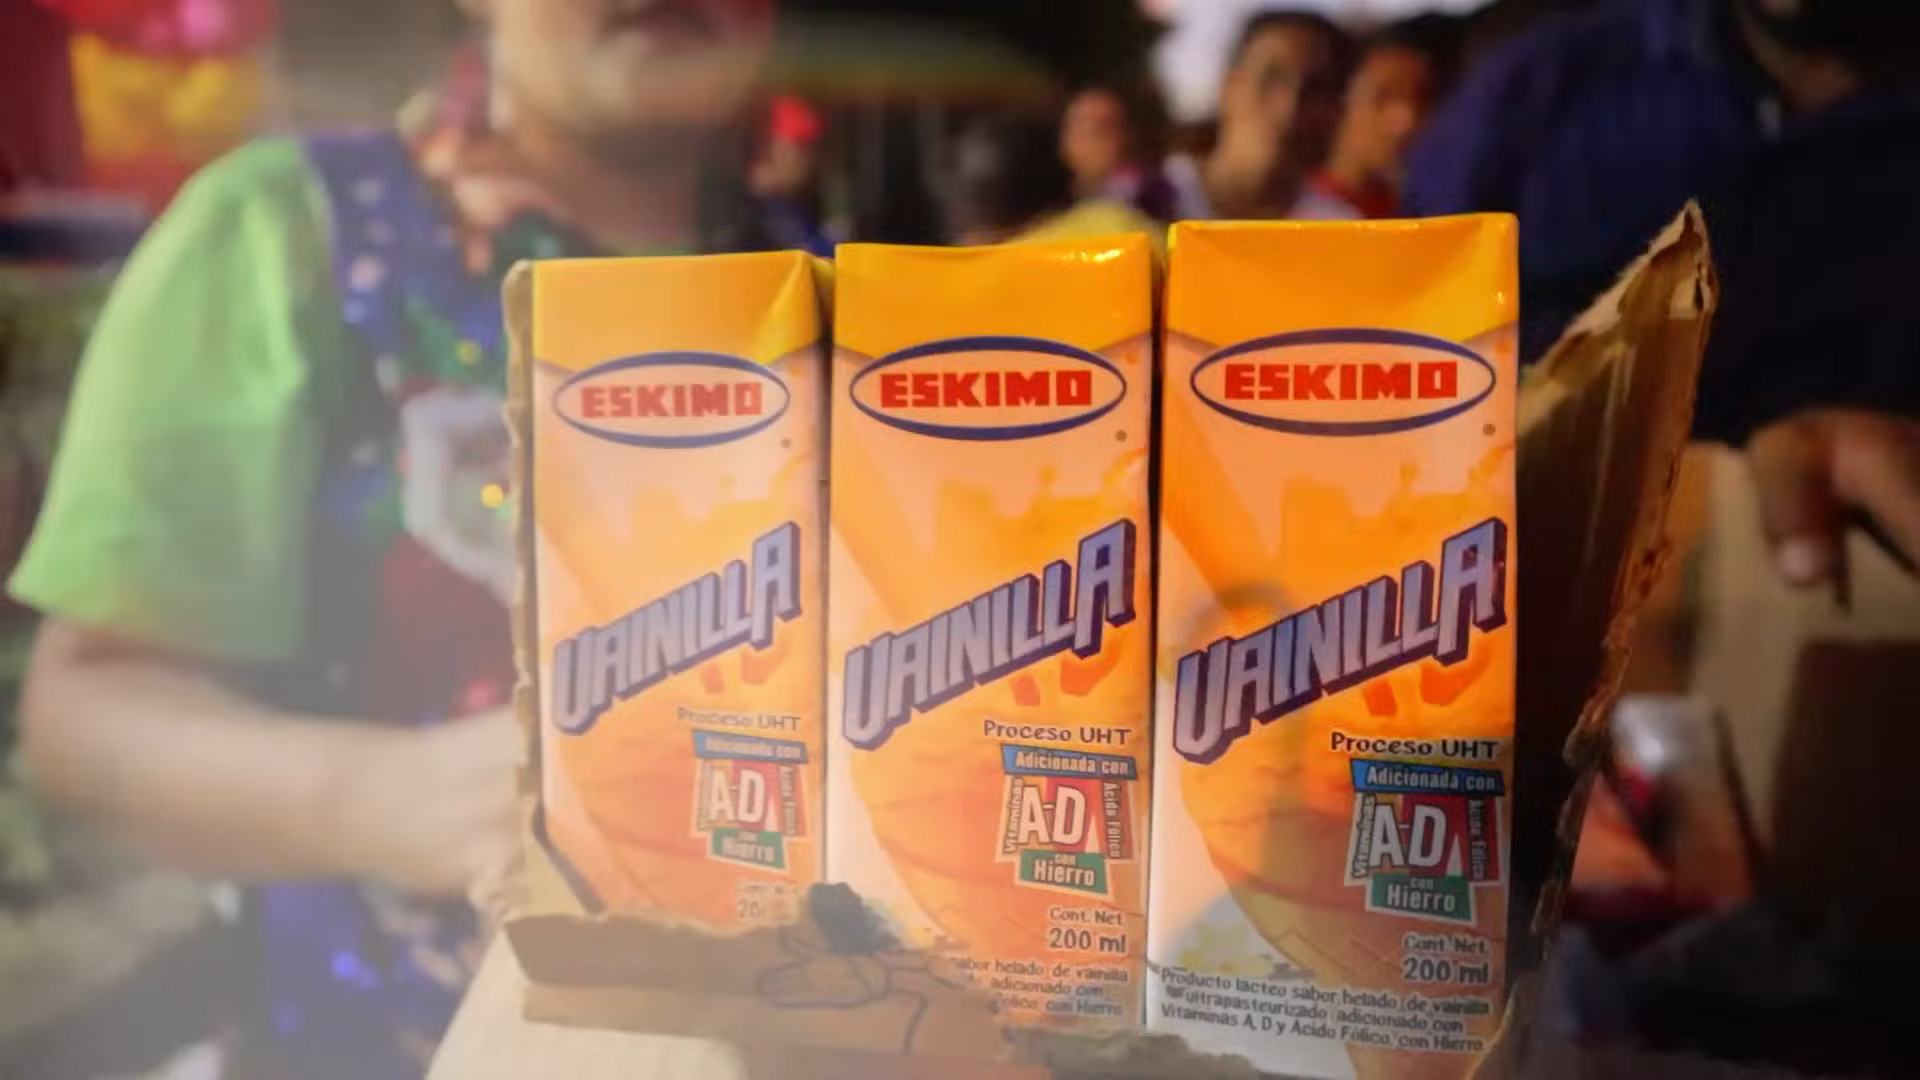 ESKIMO
VAINILLA
Proceso UHT
Adicionada con
A-D
con
Hierro
ESKIMO
VAINILLA
Proceso UHT
Adicionada con
Vitaminas
A-D
Ácido Fólico
con
Hierro
Cont. Net.
200 ml
sabor helado de vainilla
adicionado con
Fólico, con Hierro
ESKIMO
VAINILLA
Proceso UHT
Adicionada con
Vitaminas
A-D
Ácido Fólico
con
Hierro
Cont. Net.
200 ml
Producto lácteo sabor helado de vainilla
ultrapasteurizado adicionado con
Vitaminas A, D y Acido Fólico, con Hierro